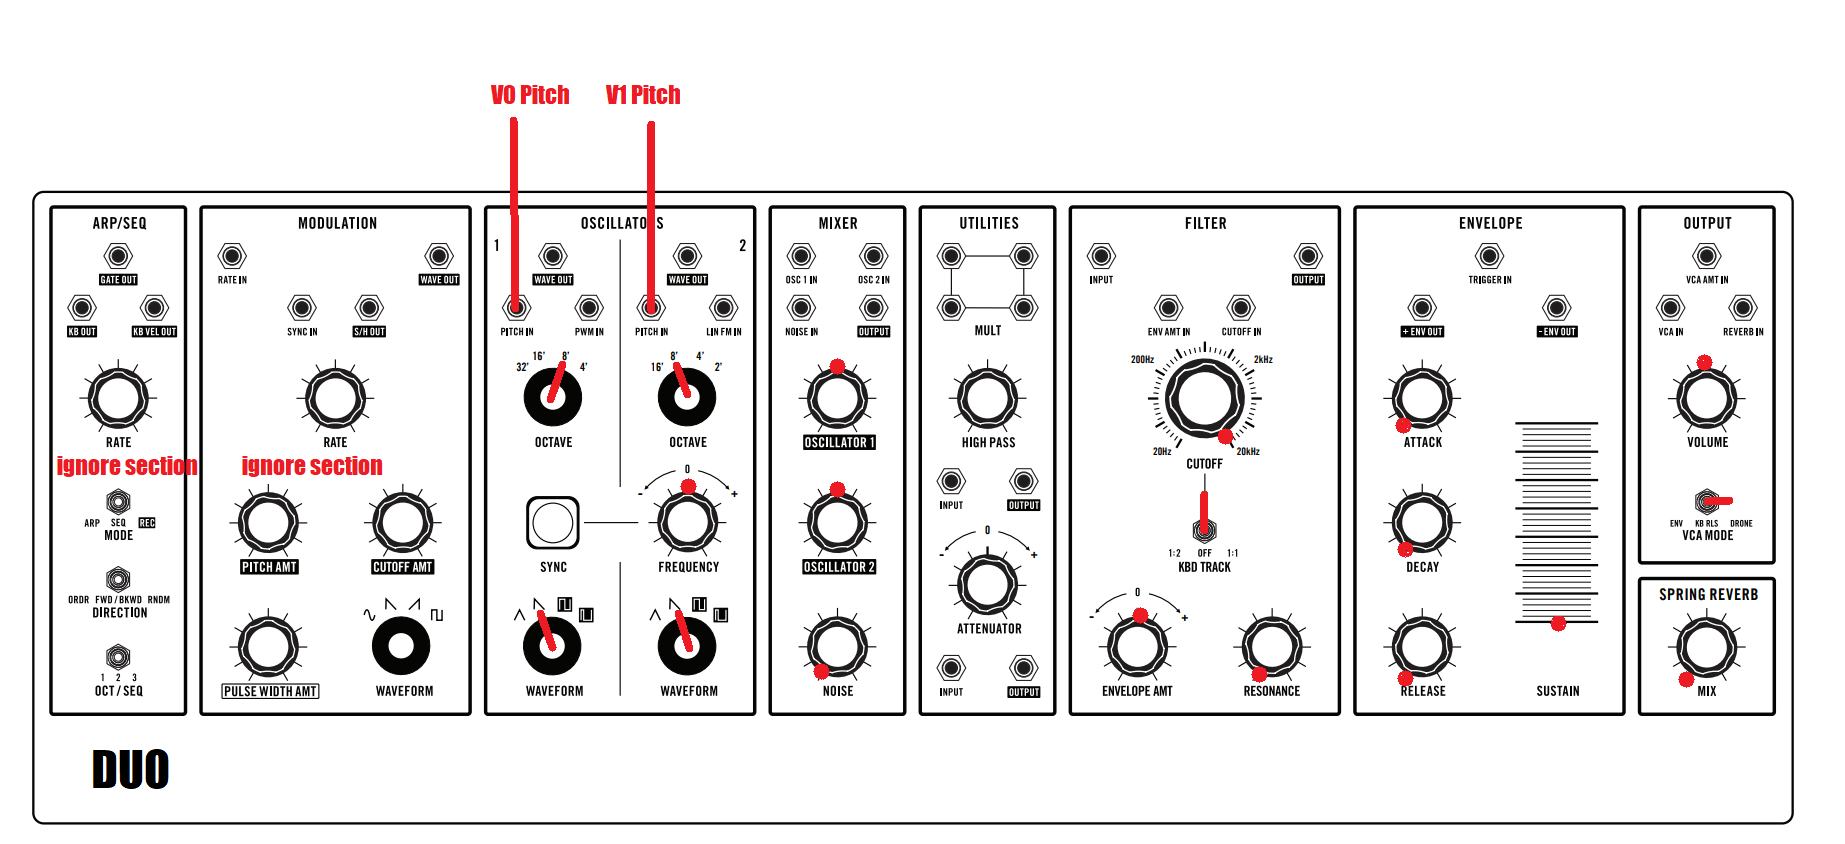 V0 Pitch
V1 Pitch
ARP/SEQ
GATE OUT
KB OUT
KB VEL OUT
RATE
ignore section
ARP SEQ REC
MODE
ORDR FWD/BKWD RNDM
DIRECTION
1 2 3
OCT/SEQ
MODULATION
RATE IN
WAVE OUT
SYNC IN
S/H OUT
RATE
ignore section
PITCH AMT
CUTOFF AMT
PULSE WIDTH AMT
WAVEFORM
OSCILLATORS
1
2
WAVE OUT
WAVE OUT
PITCH IN
PWM IN
PITCH IN
LIN FM IN
32' 16' 8' 4'
OCTAVE
16' 8' 4' 2'
OCTAVE
SYNC
- 0 +
FREQUENCY
WAVEFORM
WAVEFORM
MIXER
OSC 1 IN
OSC 2 IN
NOISE IN
OUTPUT
OSCILLATOR 1
OSCILLATOR 2
NOISE
UTILITIES
MULT
HIGH PASS
INPUT
OUTPUT
- 0 +
ATTENUATOR
INPUT
OUTPUT
FILTER
INPUT
OUTPUT
ENV AMT IN
CUTOFF IN
200Hz
2kHz
20Hz
20kHz
CUTOFF
1:2 OFF 1:1
KBD TRACK
- 0 +
ENVELOPE AMT
RESONANCE
ENVELOPE
TRIGGER IN
+ ENV OUT
- ENV OUT
ATTACK
DECAY
RELEASE
SUSTAIN
OUTPUT
VCA AMT IN
VCA IN
REVERB IN
VOLUME
ENV KB RLS DRONE
VCA MODE
SPRING REVERB
MIX
DUO